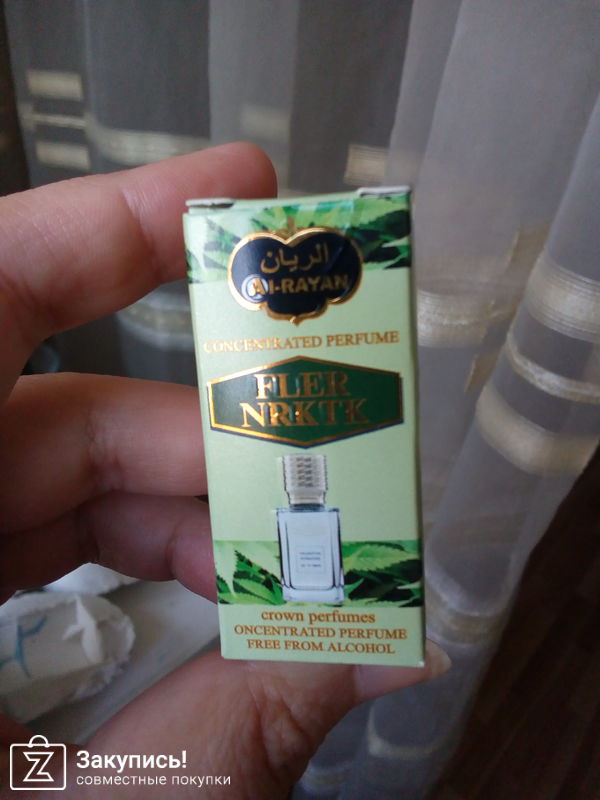 الريان
Al-RAYAN
CONCENTRATED PERFUME
FLER
NRKTK
crown perfumes
ONCENTRATED PERFUME
FREE FROM ALCOHOL
Закупись!
совместные покупки